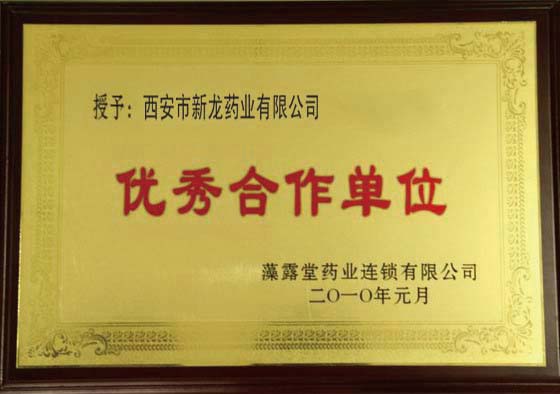 授予：西安市新龙药业有限公司
优秀合作单位
藻露堂药业连锁有限公司
二〇一〇年元月